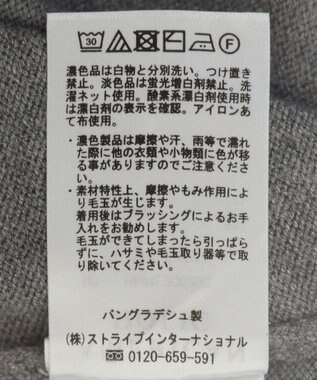 30 F
濃色品は白物と分別洗い。つけ置き
禁止。淡色品は蛍光増白剤禁止。洗
濯ネット使用。酸素系漂白剤使用時
は漂白剤の表示を確認。アイロンあ
て布使用。
・濃色製品は摩擦や汗、雨等で濡れ
た際に他の衣類や小物類に色が移
る事がありますのでご注意くださ
い。
・素材特性上、摩擦やもみ作用によ
り毛玉が生じます。
着用後はブラッシングによるお手
入れをお勧めします。
毛玉ができてしまったら引っぱら
ずに、ハサミや毛玉取り器等で取
り除いてください。
バングラデシュ製
(株)ストライプインターナショナル
0120-659-591